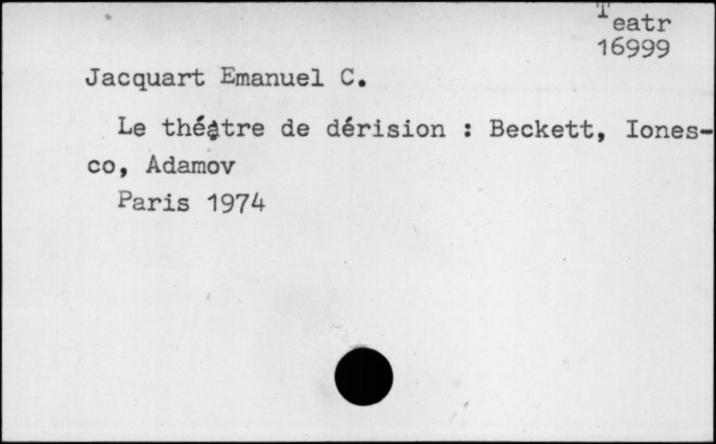 Teatr
16999
Jacquart Emanuel C.
Le théâtre de dérision : Beckett, Iones-
co, Adamov
Paris 1974